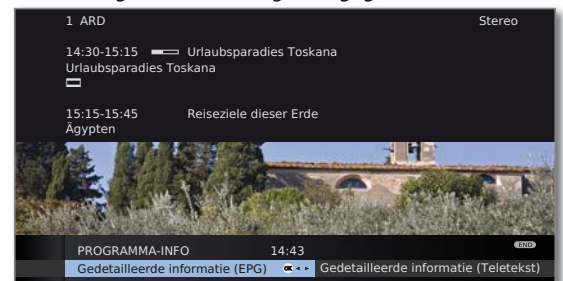 1 ARD Stereo
14:30-15:15 Urlaubsparadies Toskana
Urlaubsparadies Toskana
15:15-15:45 Reiseziele dieser Erde
Ägypten
END
PROGRAMMA-INFO 14:43
Gedetailleerde informatie (EPG) OK Gedetailleerde informatie (Teletekst)